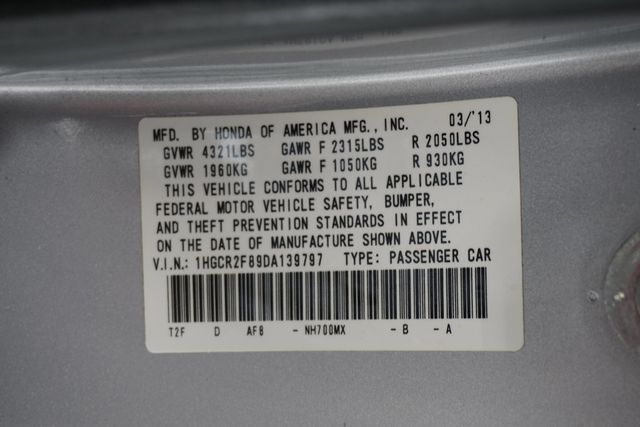 MFD. BY HONDA OF AMERICA MFG., INC. 03/'13
GVWR 4321LBS GAWR F 2315LBS R 2050LBS
GVWR 1960KG GAWR F 1050KG R 930KG
THIS VEHICLE CONFORMS TO ALL APPLICABLE
FEDERAL MOTOR VEHICLE SAFETY, BUMPER,
AND THEFT PREVENTION STANDARDS IN EFFECT
ON THE DATE OF MANUFACTURE SHOWN ABOVE.
V.I.N.: 1HGCR2F89DA139797 TYPE: PASSENGER CAR
T2F D AF8 - NH700MX - B - A